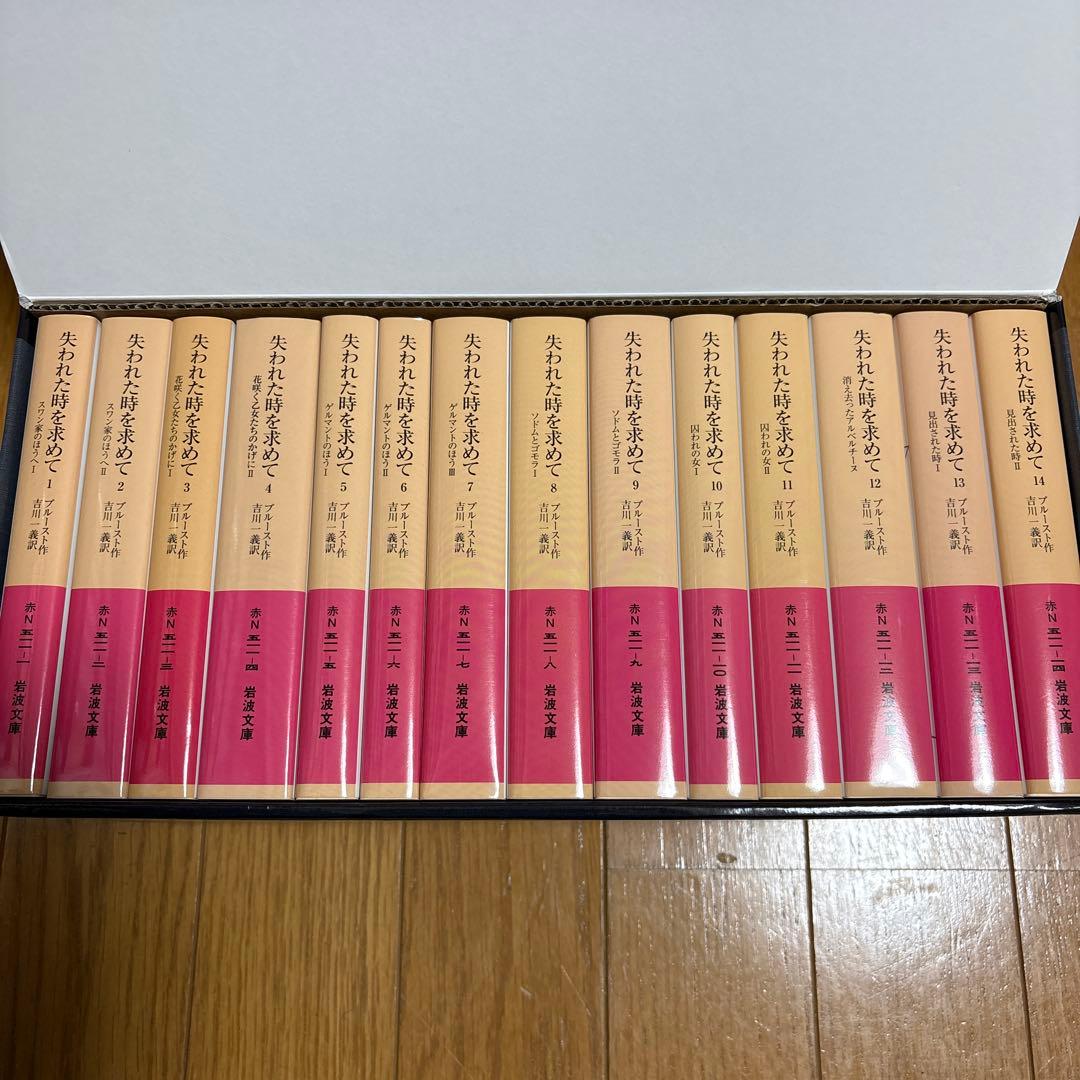 失われた時を求めて 1
スワン家のほうへ I
プルースト作
吉川一義訳
赤N五一一-一 岩波文庫
失われた時を求めて 2
スワン家のほうへ II
プルースト作
吉川一義訳
赤N五一一-二 岩波文庫
失われた時を求めて 3
花咲く乙女たちのかげに I
プルースト作
吉川一義訳
赤N五一一-三 岩波文庫
失われた時を求めて 4
花咲く乙女たちのかげに II
プルースト作
吉川一義訳
赤N五一一-四 岩波文庫
失われた時を求めて 5
ゲルマントのほう I
プルースト作
吉川一義訳
赤N五一一-五 岩波文庫
失われた時を求めて 6
ゲルマントのほう II
プルースト作
吉川一義訳
赤N五一一-六 岩波文庫
失われた時を求めて 7
ゲルマントのほう III
プルースト作
吉川一義訳
赤N五一一-七 岩波文庫
失われた時を求めて 8
ソドムとゴモラ I
プルースト作
吉川一義訳
赤N五一一-八 岩波文庫
失われた時を求めて 9
ソドムとゴモラ II
プルースト作
吉川一義訳
赤N五一一-九 岩波文庫
失われた時を求めて 10
囚われの女 I
プルースト作
吉川一義訳
赤N五一一-一〇 岩波文庫
失われた時を求めて 11
囚われの女 II
プルースト作
吉川一義訳
赤N五一一-一一 岩波文庫
失われた時を求めて 12
消え去ったアルベルチーヌ
プルースト作
吉川一義訳
赤N五一一-一二 岩波文庫
失われた時を求めて 13
見出された時 I
プルースト作
吉川一義訳
赤N五一一-一三 岩波文庫
失われた時を求めて 14
見出された時 II
プルースト作
吉川一義訳
赤N五一一-一四 岩波文庫